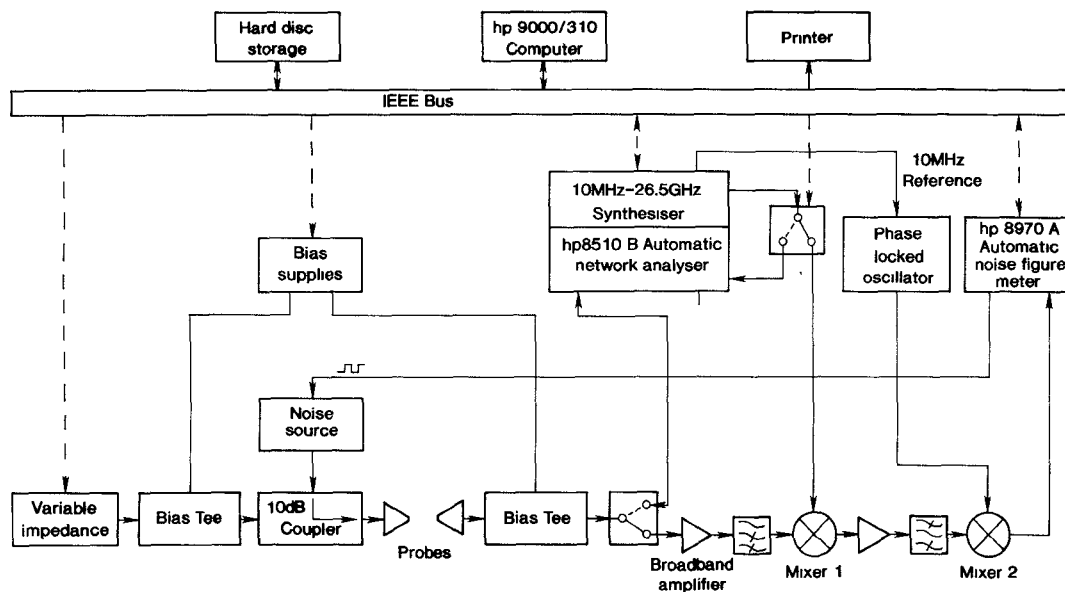 Hard disc
storage
hp 9000/310
Computer
Printer
IEEE Bus
10MHz-26.5GHz
Synthesiser
hp8510 B Automatic
network analyser
10MHz
Reference
Phase
locked
oscillator
hp 8970 A
Automatic
noise figure
meter
Bias
supplies
Noise
source
Variable
impedance
Bias Tee
10dB
Coupler
Probes
Bias Tee
Broadband
amplifier
Mixer 1
Mixer 2